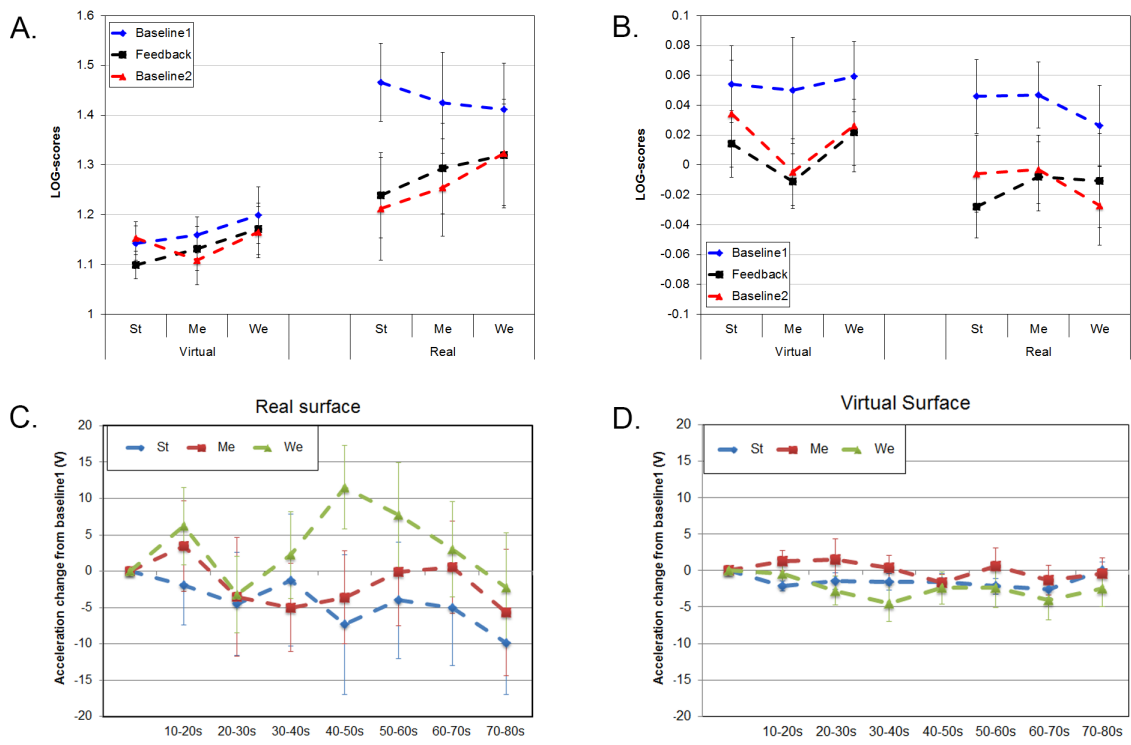 A.
LOG-scores
1.6
1.5
1.4
1.3
1.2
1.1
1
Baseline1
Feedback
Baseline2
St Me We St Me We
Virtual Real
B.
LOG-scores
0.1
0.08
0.06
0.04
0.02
0
-0.02
-0.04
-0.06
-0.08
-0.1
Baseline1
Feedback
Baseline2
St Me We St Me We
Virtual Real
C.
Real surface
Acceleration change from baseline1 (V)
20
15
10
5
0
-5
-10
-15
-20
St Me We
10-20s 20-30s 30-40s 40-50s 50-60s 60-70s 70-80s
D.
Virtual Surface
Acceleration change from baseline1 (V)
20
15
10
5
0
-5
-10
-15
-20
St Me We
10-20s 20-30s 30-40s 40-50s 50-60s 60-70s 70-80s